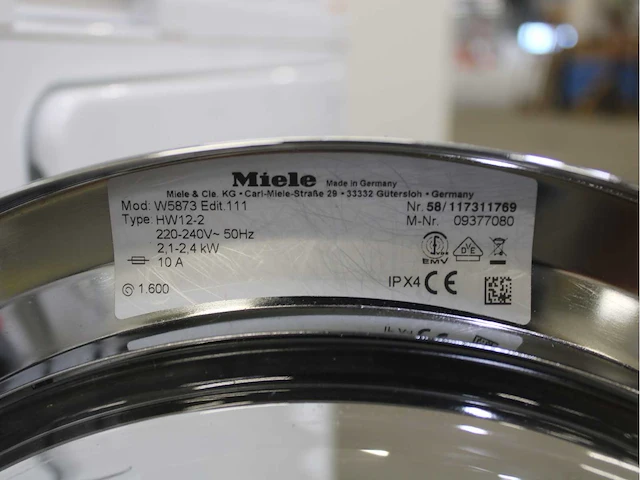 Miele Made in Germany
Miele & Cie. KG • Carl-Miele-Straße 29 • 33332 Gütersloh • Germany
Mod: W5873 Edit.111 Nr. 58/117311769
Type: HW12-2 M-Nr. 09377080
220-240V~ 50Hz
2,1-2,4 kW
10 A
EMV
VDE
1.600
IPX4 CE